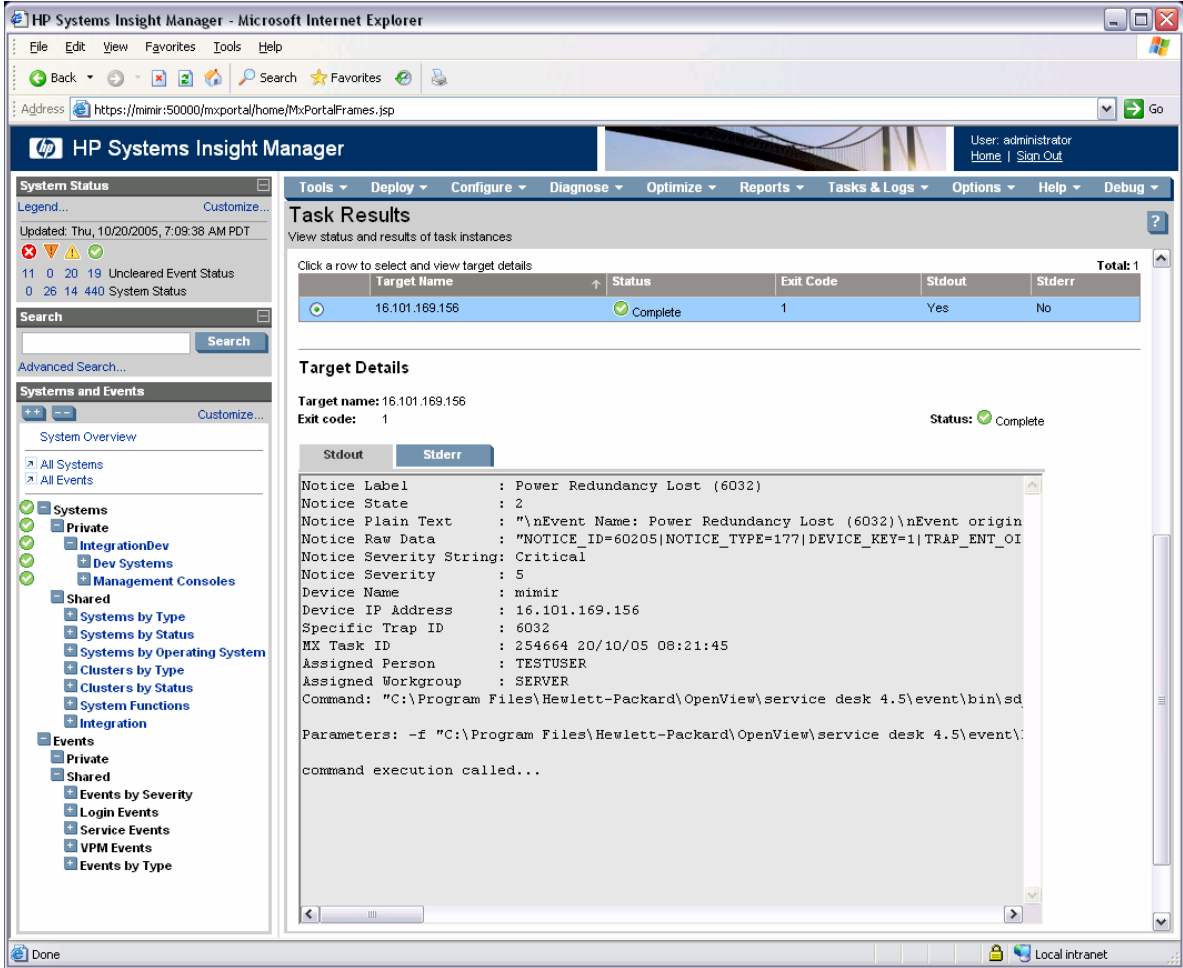 HP Systems Insight Manager - Microsoft Internet Explorer
File Edit View Favorites Tools Help
Back Search Favorites
Address https://mimir:50000/mxportal/home/MxPortalFrames.jsp Go
hp HP Systems Insight Manager
User: administrator
Home | Sign Out
System Status
Legend... Customize...
Updated: Thu, 10/20/2005, 7:09:38 AM PDT
11 0 20 19 Uncleared Event Status
0 26 14 440 System Status
Search
Search
Advanced Search...
Systems and Events
Customize...
System Overview
All Systems
All Events
Systems
Private
IntegrationDev
Dev Systems
Management Consoles
Shared
Systems by Type
Systems by Status
Systems by Operating System
Clusters by Type
Clusters by Status
System Functions
Integration
Events
Private
Shared
Events by Severity
Login Events
Service Events
VPM Events
Events by Type
Tools Deploy Configure Diagnose Optimize Reports Tasks & Logs Options Help Debug
Task Results
?
View status and results of task instances
Click a row to select and view target details Total: 1
Target Name Status Exit Code Stdout Stderr
16.101.169.156 Complete 1 Yes No
Target Details
Target name: 16.101.169.156
Exit code: 1 Status: Complete
Stdout Stderr
Notice Label : Power Redundancy Lost (6032)
Notice State : 2
Notice Plain Text : "\nEvent Name: Power Redundancy Lost (6032)\nEvent origin
Notice Raw Data : "NOTICE_ID=60205|NOTICE_TYPE=177|DEVICE_KEY=1|TRAP_ENT_OI
Notice Severity String: Critical
Notice Severity : 5
Device Name : mimir
Device IP Address : 16.101.169.156
Specific Trap ID : 6032
MX Task ID : 254664 20/10/05 08:21:45
Assigned Person : TESTUSER
Assigned Workgroup : SERVER
Command: "C:\Program Files\Hewlett-Packard\OpenView\service desk 4.5\event\bin\sd_
Parameters: -f "C:\Program Files\Hewlett-Packard\OpenView\service desk 4.5\event\
command execution called...
Done Local intranet